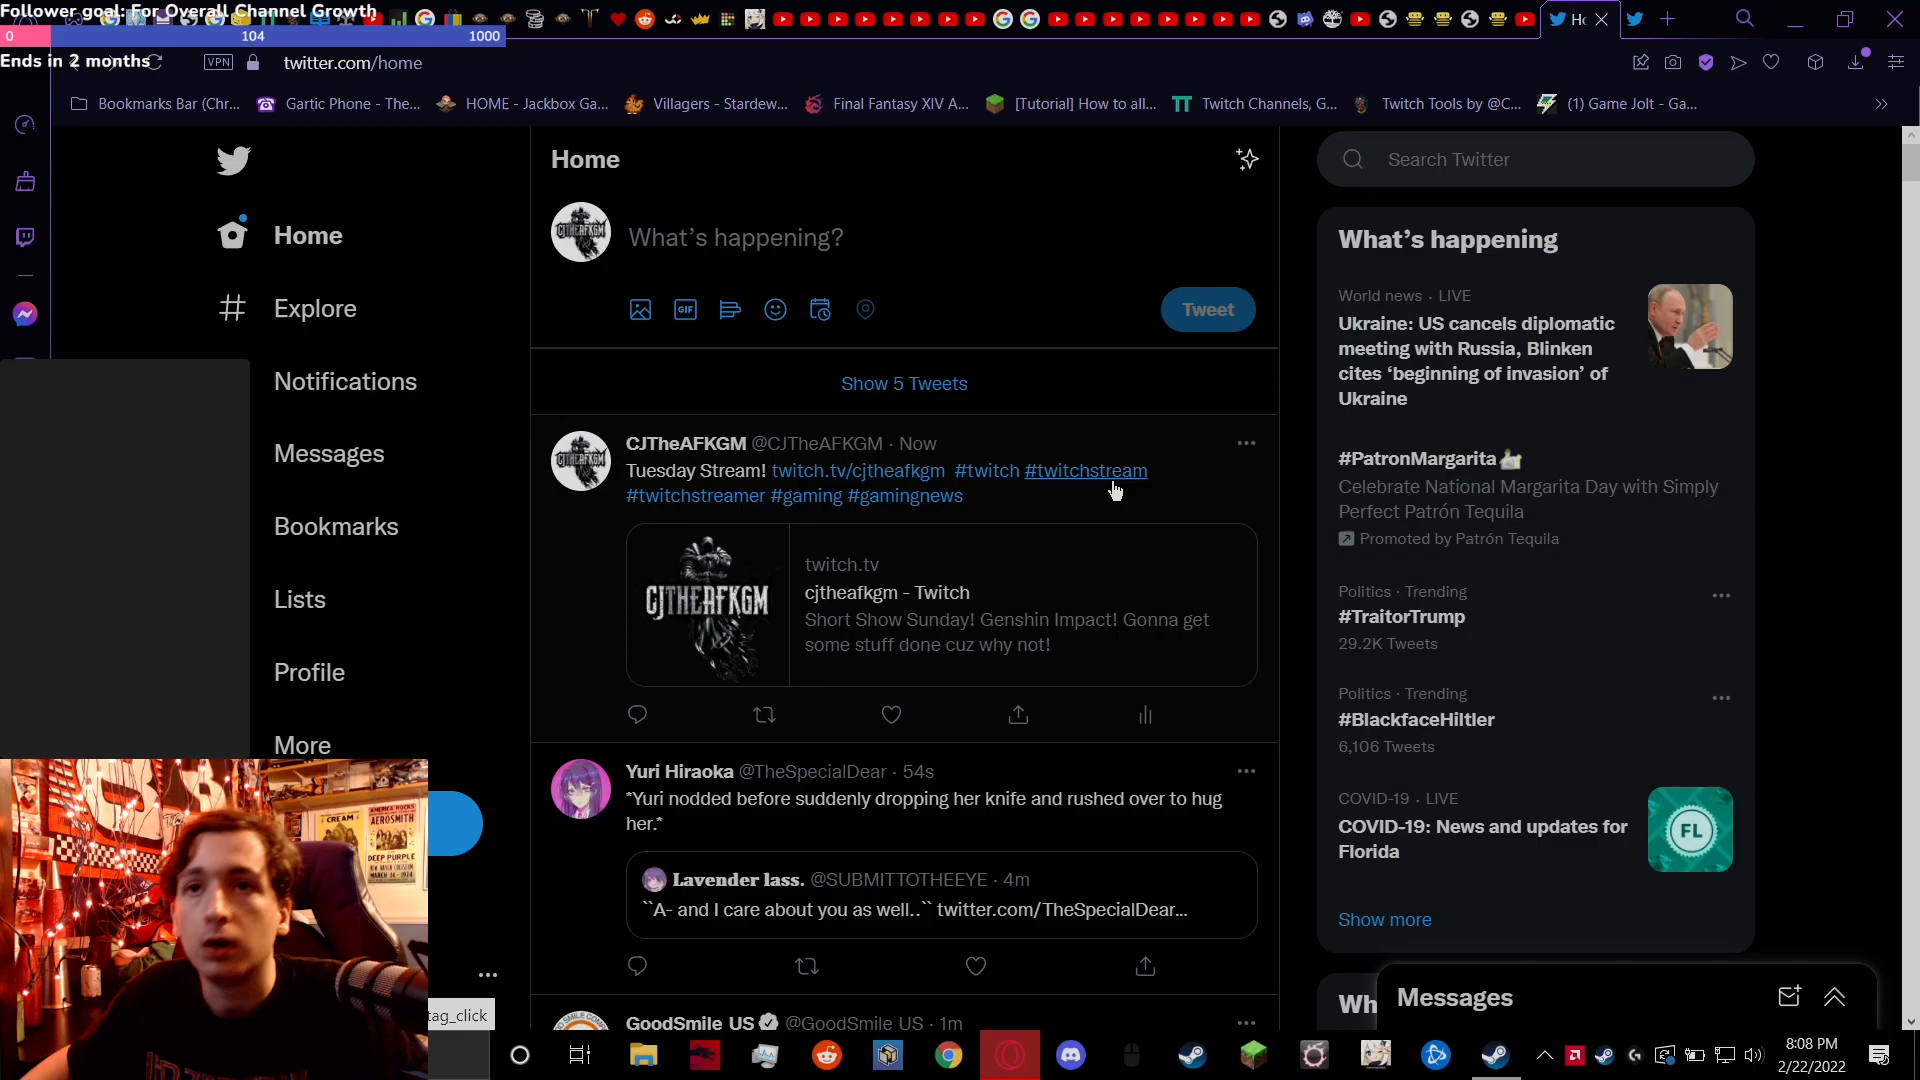 Follower goal: For Overall Channel Growth
0 104 1000
Ends in 2 months
VPN
twitter.com/home
Bookmarks Bar (Chr...
Gartic Phone - The...
HOME - Jackbox Ga...
Villagers - Stardew...
Final Fantasy XIV A...
[Tutorial] How to all...
Twitch Channels, G...
Twitch Tools by @C...
(1) Game Jolt - Ga...
Home
Explore
Notifications
Messages
Bookmarks
Lists
Profile
More
Home
What's happening?
GIF
Tweet
Show 5 Tweets
CJTheAFKGM @CJTheAFKGM · Now
Tuesday Stream! twitch.tv/cjtheafkgm #twitch #twitchstream
#twitchstreamer #gaming #gamingnews
CJTHEAFKGM
twitch.tv
cjtheafkgm - Twitch
Short Show Sunday! Genshin Impact! Gonna get
some stuff done cuz why not!
Yuri Hiraoka @TheSpecialDear · 54s
*Yuri nodded before suddenly dropping her knife and rushed over to hug
her.*
Lavender lass. @SUBMITTOTHEEYE · 4m
``A- and I care about you as well..`` twitter.com/TheSpecialDear...
GoodSmile US @GoodSmile_US · 1m
Search Twitter
What's happening
World news · LIVE
Ukraine: US cancels diplomatic
meeting with Russia, Blinken
cites 'beginning of invasion' of
Ukraine
#PatronMargarita
Celebrate National Margarita Day with Simply
Perfect Patrón Tequila
Promoted by Patrón Tequila
Politics · Trending
#TraitorTrump
29.2K Tweets
Politics · Trending
#BlackfaceHiltler
6,106 Tweets
COVID-19 · LIVE
COVID-19: News and updates for
Florida
FL
Show more
Wh
Messages
CREAM
AMERICA ROCKS
AEROSMITH
DEEP PURPLE
tag_click
8:08 PM
2/22/2022